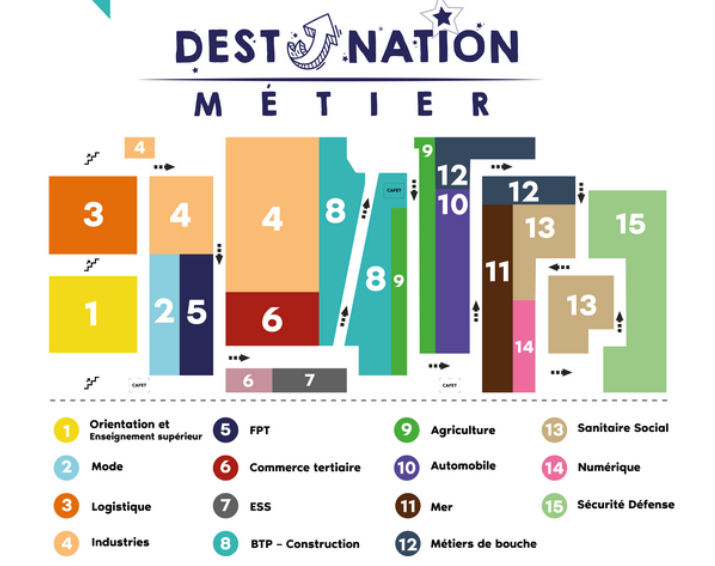 DESTINATION
MÉTIER
4
9
12
CAFET
3
4
4
8
10
12
13
15
8
9
11
13
1
2
5
6
14
CAFET
6
7
CAFET
1 Orientation et
Enseignement supérieur
5 FPT
9 Agriculture
13 Sanitaire Social
2 Mode
6 Commerce tertiaire
10 Automobile
14 Numérique
3 Logistique
7 ESS
11 Mer
15 Sécurité Défense
4 Industries
8 BTP - Construction
12 Métiers de bouche